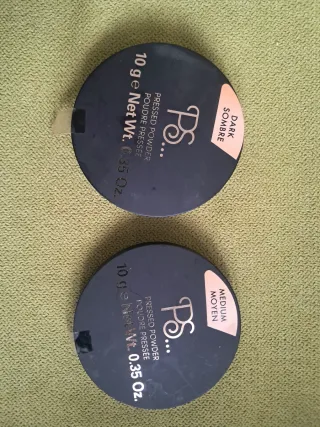 DARK
SOMBRE
PS...
PRESSED POWDER
POUDRE PRESSÉE
10 g e Net Wt. 0.35 Oz.
MEDIUM
MOYEN
PS...
PRESSED POWDER
POUDRE PRESSÉE
10 g e Net Wt. 0.35 Oz.